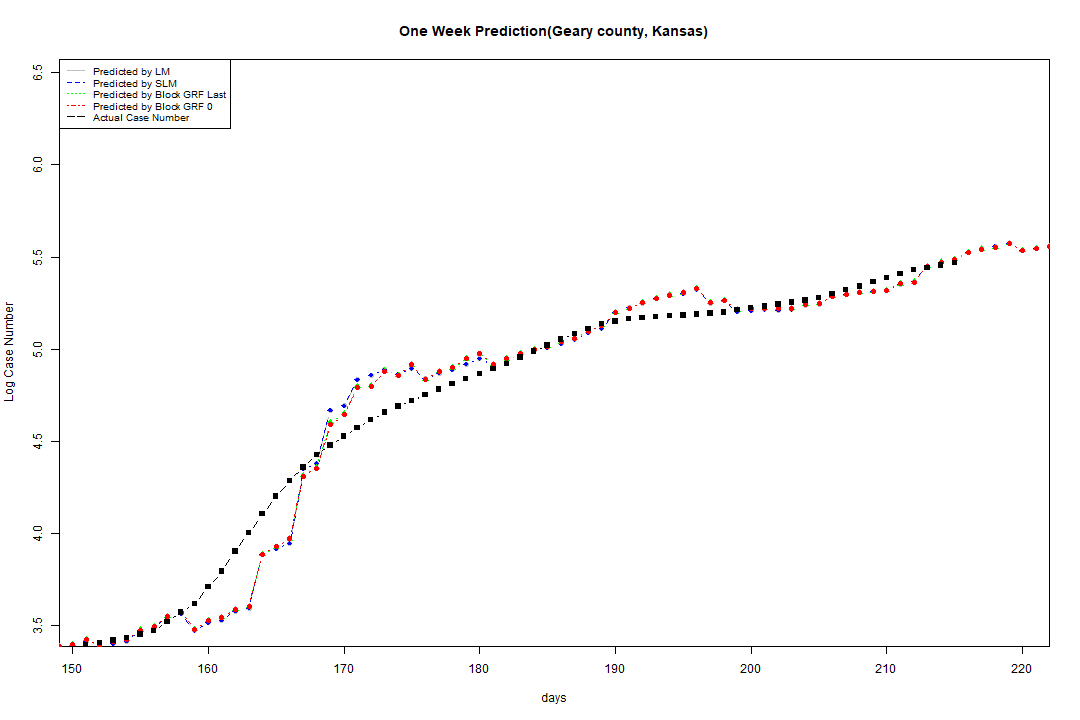 One Week Prediction(Geary county, Kansas)
Predicted by LM
Predicted by SLM
Predicted by Block GRF Last
Predicted by Block GRF 0
Actual Case Number
6.5
6.0
5.5
5.0
4.5
4.0
3.5
Log Case Number
150 160 170 180 190 200 210 220
days